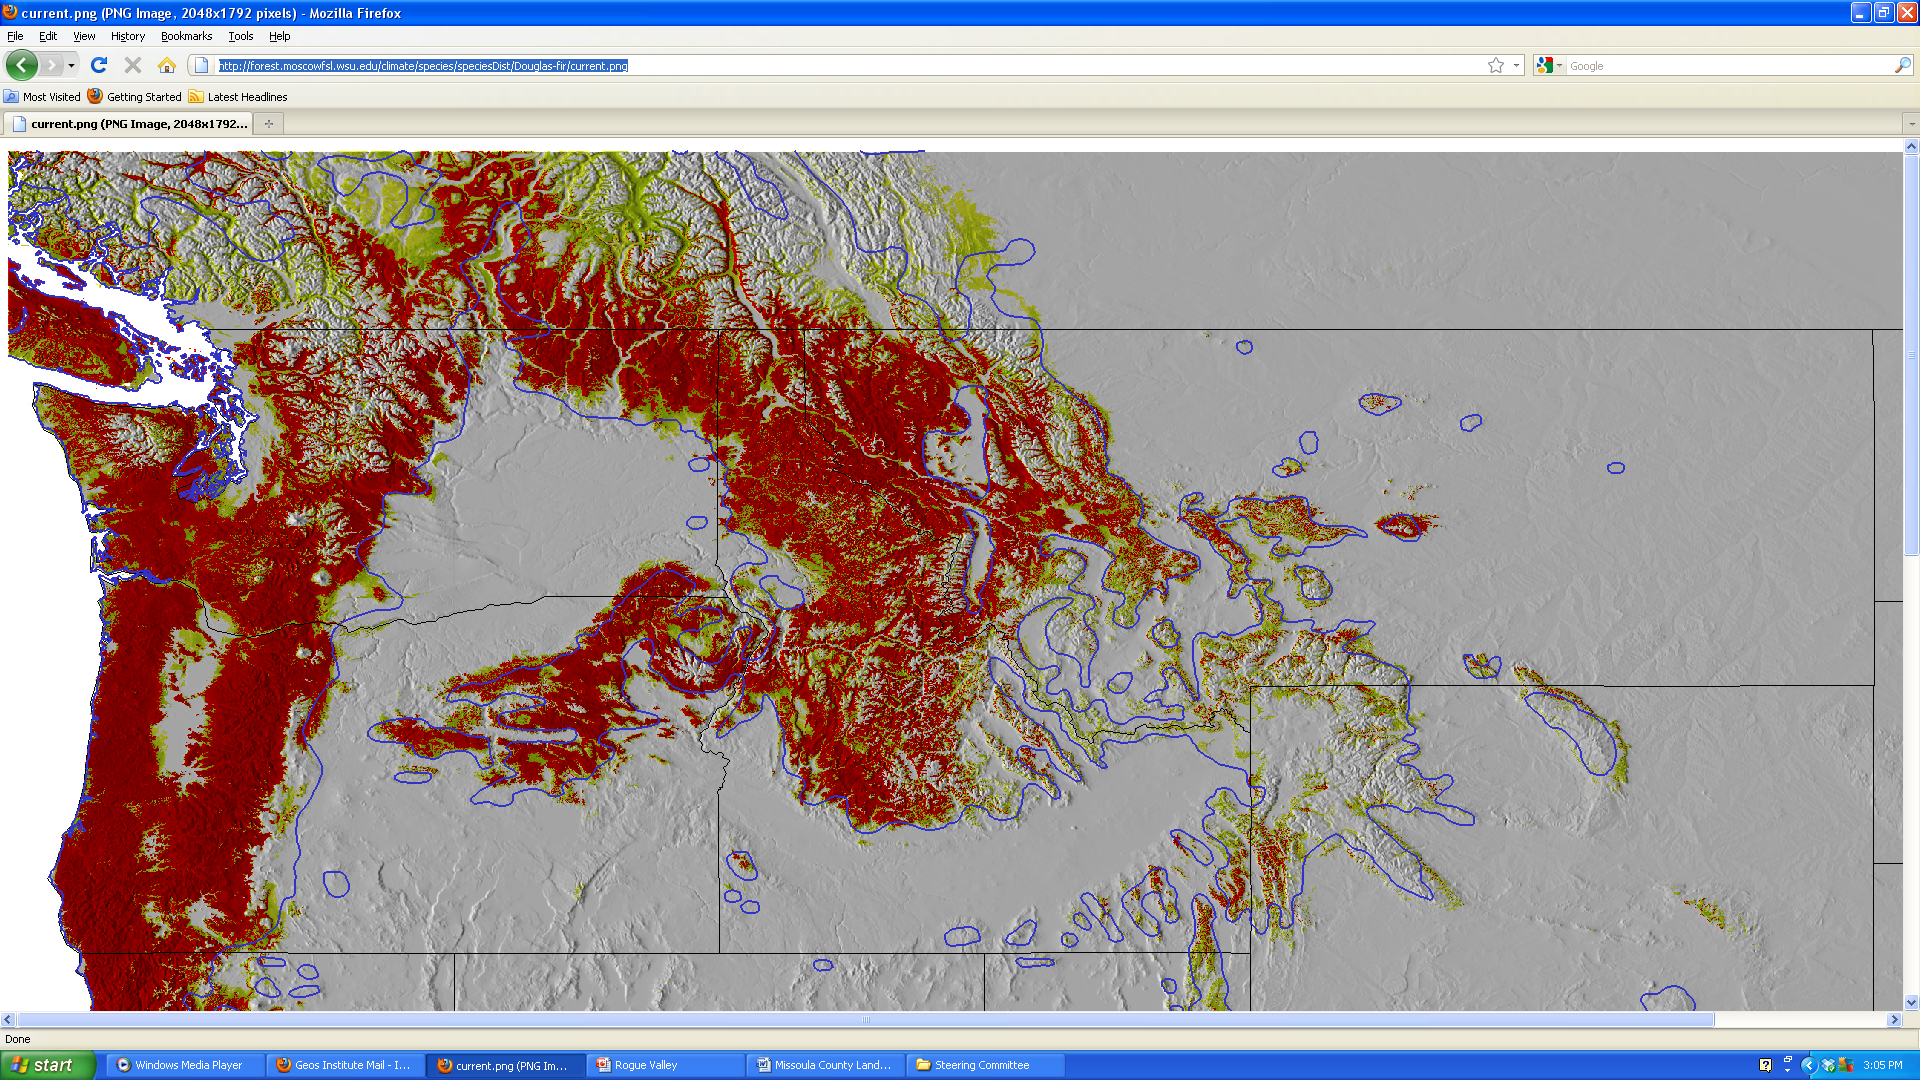 current.png (PNG Image, 2048x1792 pixels) - Mozilla Firefox
File Edit View History Bookmarks Tools Help
http://forest.moscowfsl.wsu.edu/climate/species/speciesDist/Douglas-fir/current.png
Google
Most Visited Getting Started Latest Headlines
current.png (PNG Image, 2048x1792...
Done
start Windows Media Player Geos Institute Mail - I... current.png (PNG Im... Rogue Valley Missoula County Land... Steering Committee 3:05 PM